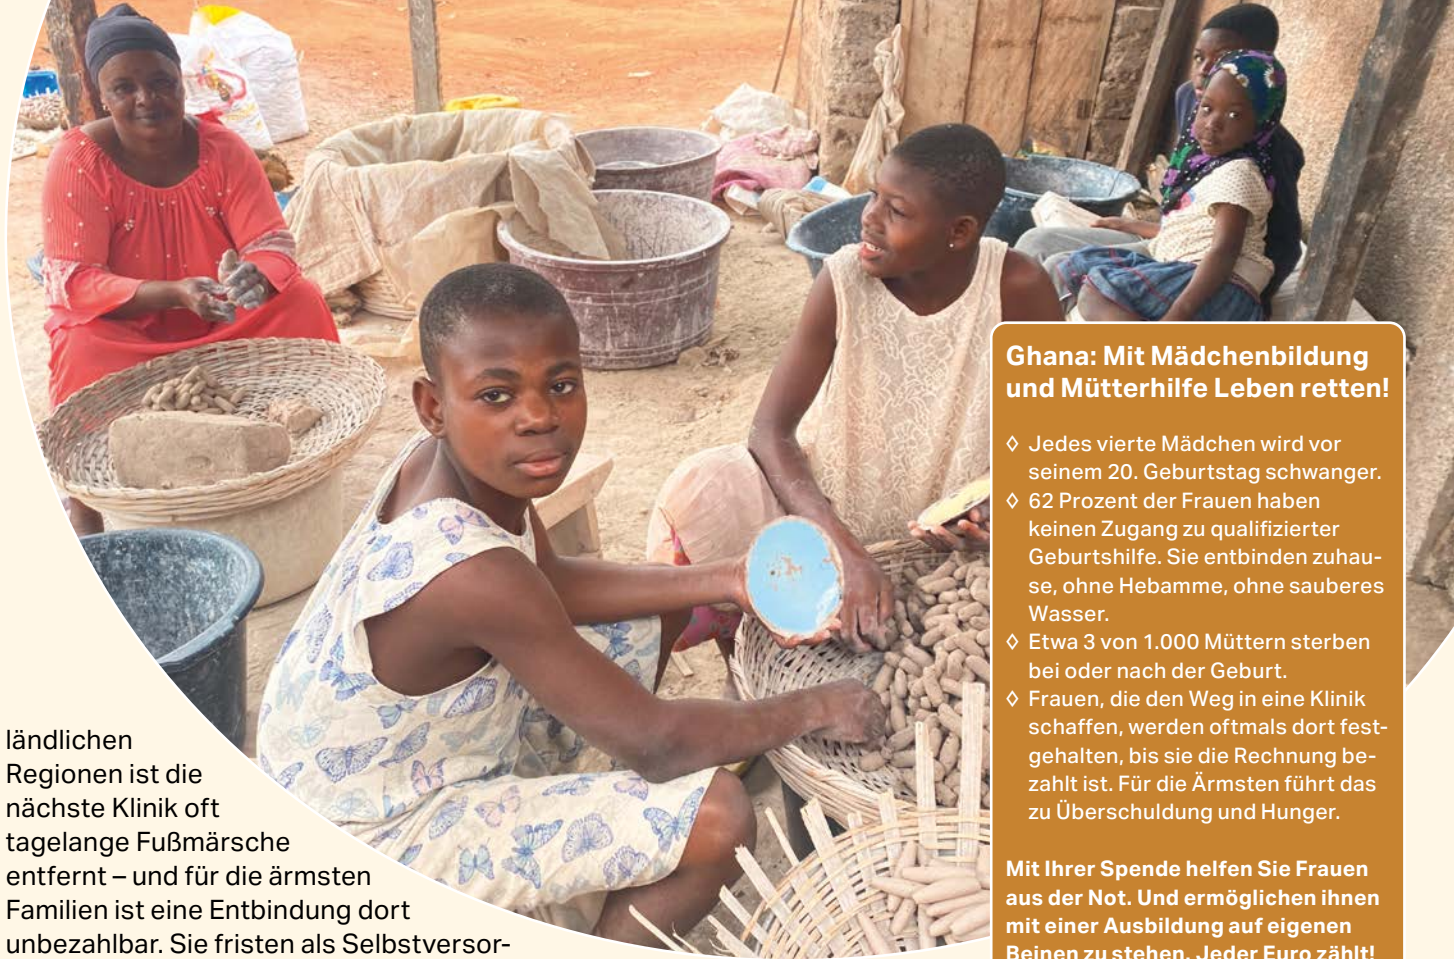 ländlichen
Regionen ist die
nächste Klinik oft
tagelange Fußmärsche
entfernt – und für die ärmsten
Familien ist eine Entbindung dort
unbezahlbar. Sie fristen als Selbstversor-
Ghana: Mit Mädchenbildung
und Mütterhilfe Leben retten!
◊ Jedes vierte Mädchen wird vor
seinem 20. Geburtstag schwanger.
◊ 62 Prozent der Frauen haben
keinen Zugang zu qualifizierter
Geburtshilfe. Sie entbinden zuhau-
se, ohne Hebamme, ohne sauberes
Wasser.
◊ Etwa 3 von 1.000 Müttern sterben
bei oder nach der Geburt.
◊ Frauen, die den Weg in eine Klinik
schaffen, werden oftmals dort fest-
gehalten, bis sie die Rechnung be-
zahlt ist. Für die Ärmsten führt das
zu Überschuldung und Hunger.
Mit Ihrer Spende helfen Sie Frauen
aus der Not. Und ermöglichen ihnen
mit einer Ausbildung auf eigenen
Beinen zu stehen. Jeder Euro zählt!